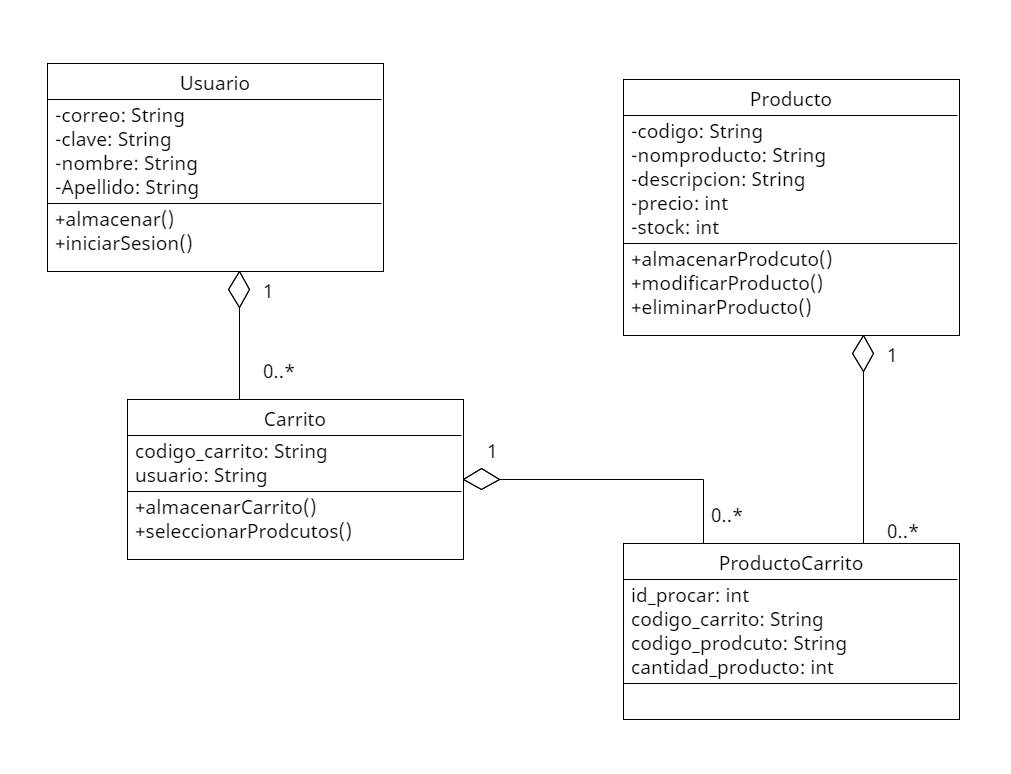 Usuario
-correo: String
-clave: String
-nombre: String
-Apellido: String
+almacenar()
+iniciarSesion()
1
0..*
Producto
-codigo: String
-nomproducto: String
-descripcion: String
-precio: int
-stock: int
+almacenarProdcuto()
+modificarProducto()
+eliminarProducto()
1
0..*
Carrito
codigo_carrito: String
usuario: String
+almacenarCarrito()
+seleccionarProdcutos()
1
0..*
ProductoCarrito
id_procar: int
codigo_carrito: String
codigo_prodcuto: String
cantidad_producto: int